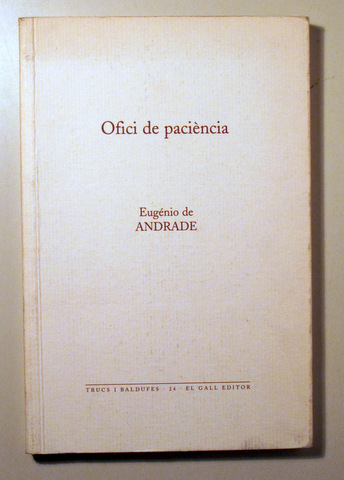 Ofici de paciència
Eugénio de
ANDRADE
TRUCS I BALDUFES · 24 · EL GALL EDITOR